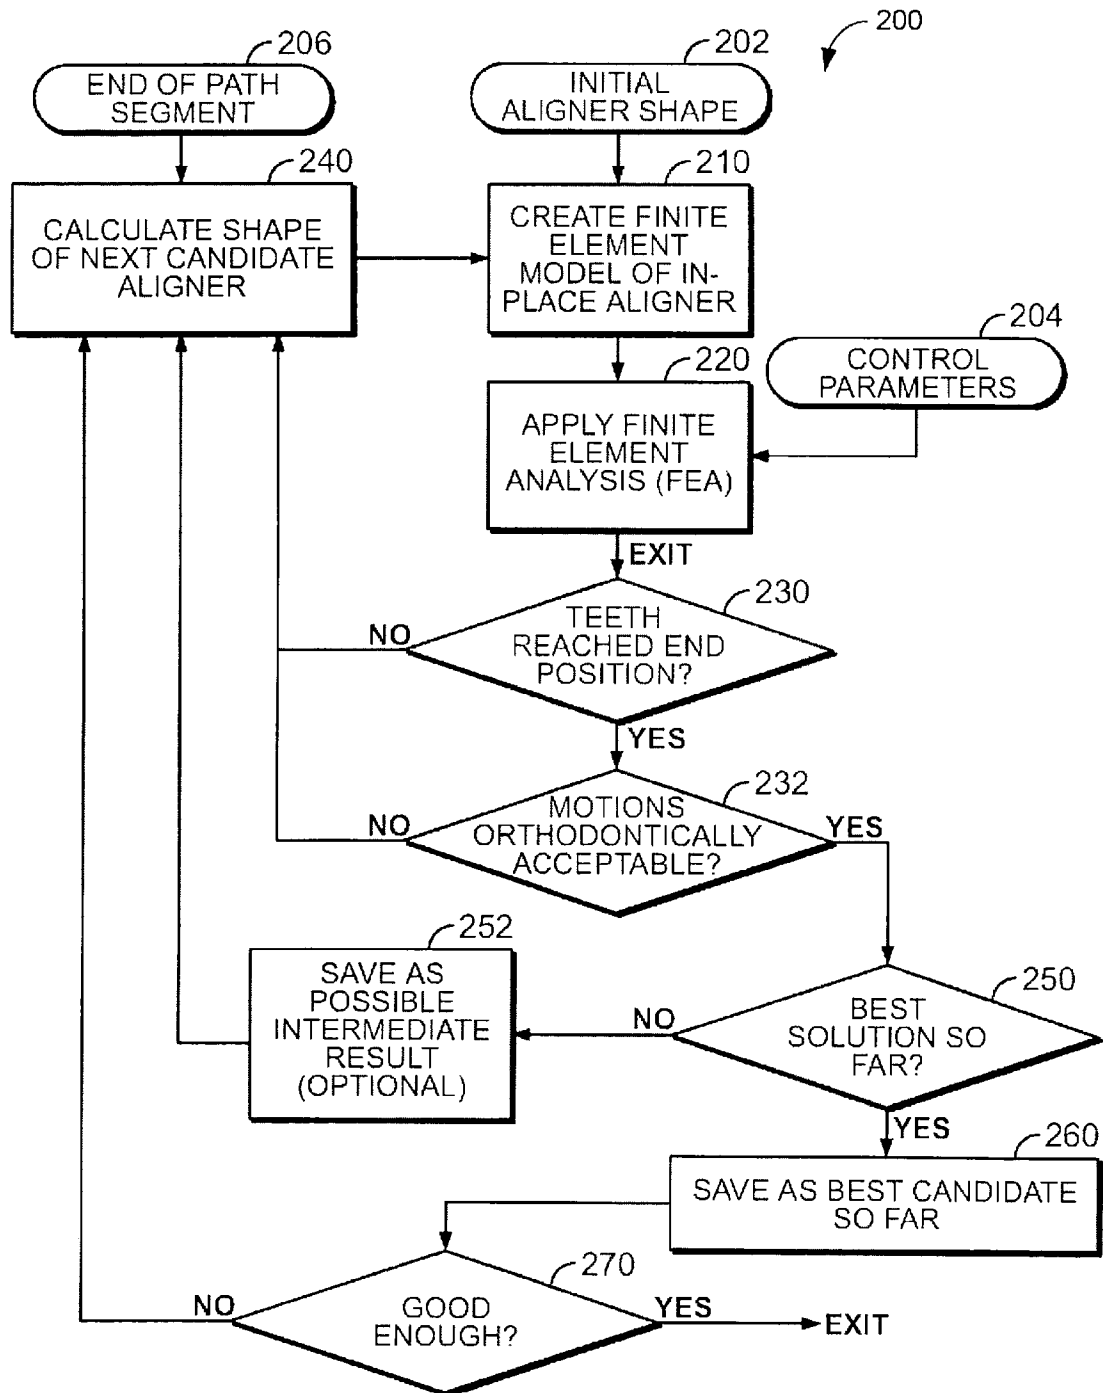 200
206
END OF PATH
SEGMENT
202
INITIAL
ALIGNER SHAPE
240
CALCULATE SHAPE
OF NEXT CANDIDATE
ALIGNER
210
CREATE FINITE
ELEMENT
MODEL OF IN-
PLACE ALIGNER
204
CONTROL
PARAMETERS
220
APPLY FINITE
ELEMENT
ANALYSIS (FEA)
EXIT
230
TEETH
REACHED END
POSITION?
NO
YES
232
MOTIONS
ORTHODONTICALLY
ACCEPTABLE?
NO
YES
252
SAVE AS
POSSIBLE
INTERMEDIATE
RESULT
(OPTIONAL)
250
BEST
SOLUTION SO
FAR?
NO
YES
260
SAVE AS BEST CANDIDATE
SO FAR
270
GOOD
ENOUGH?
NO
YES
EXIT